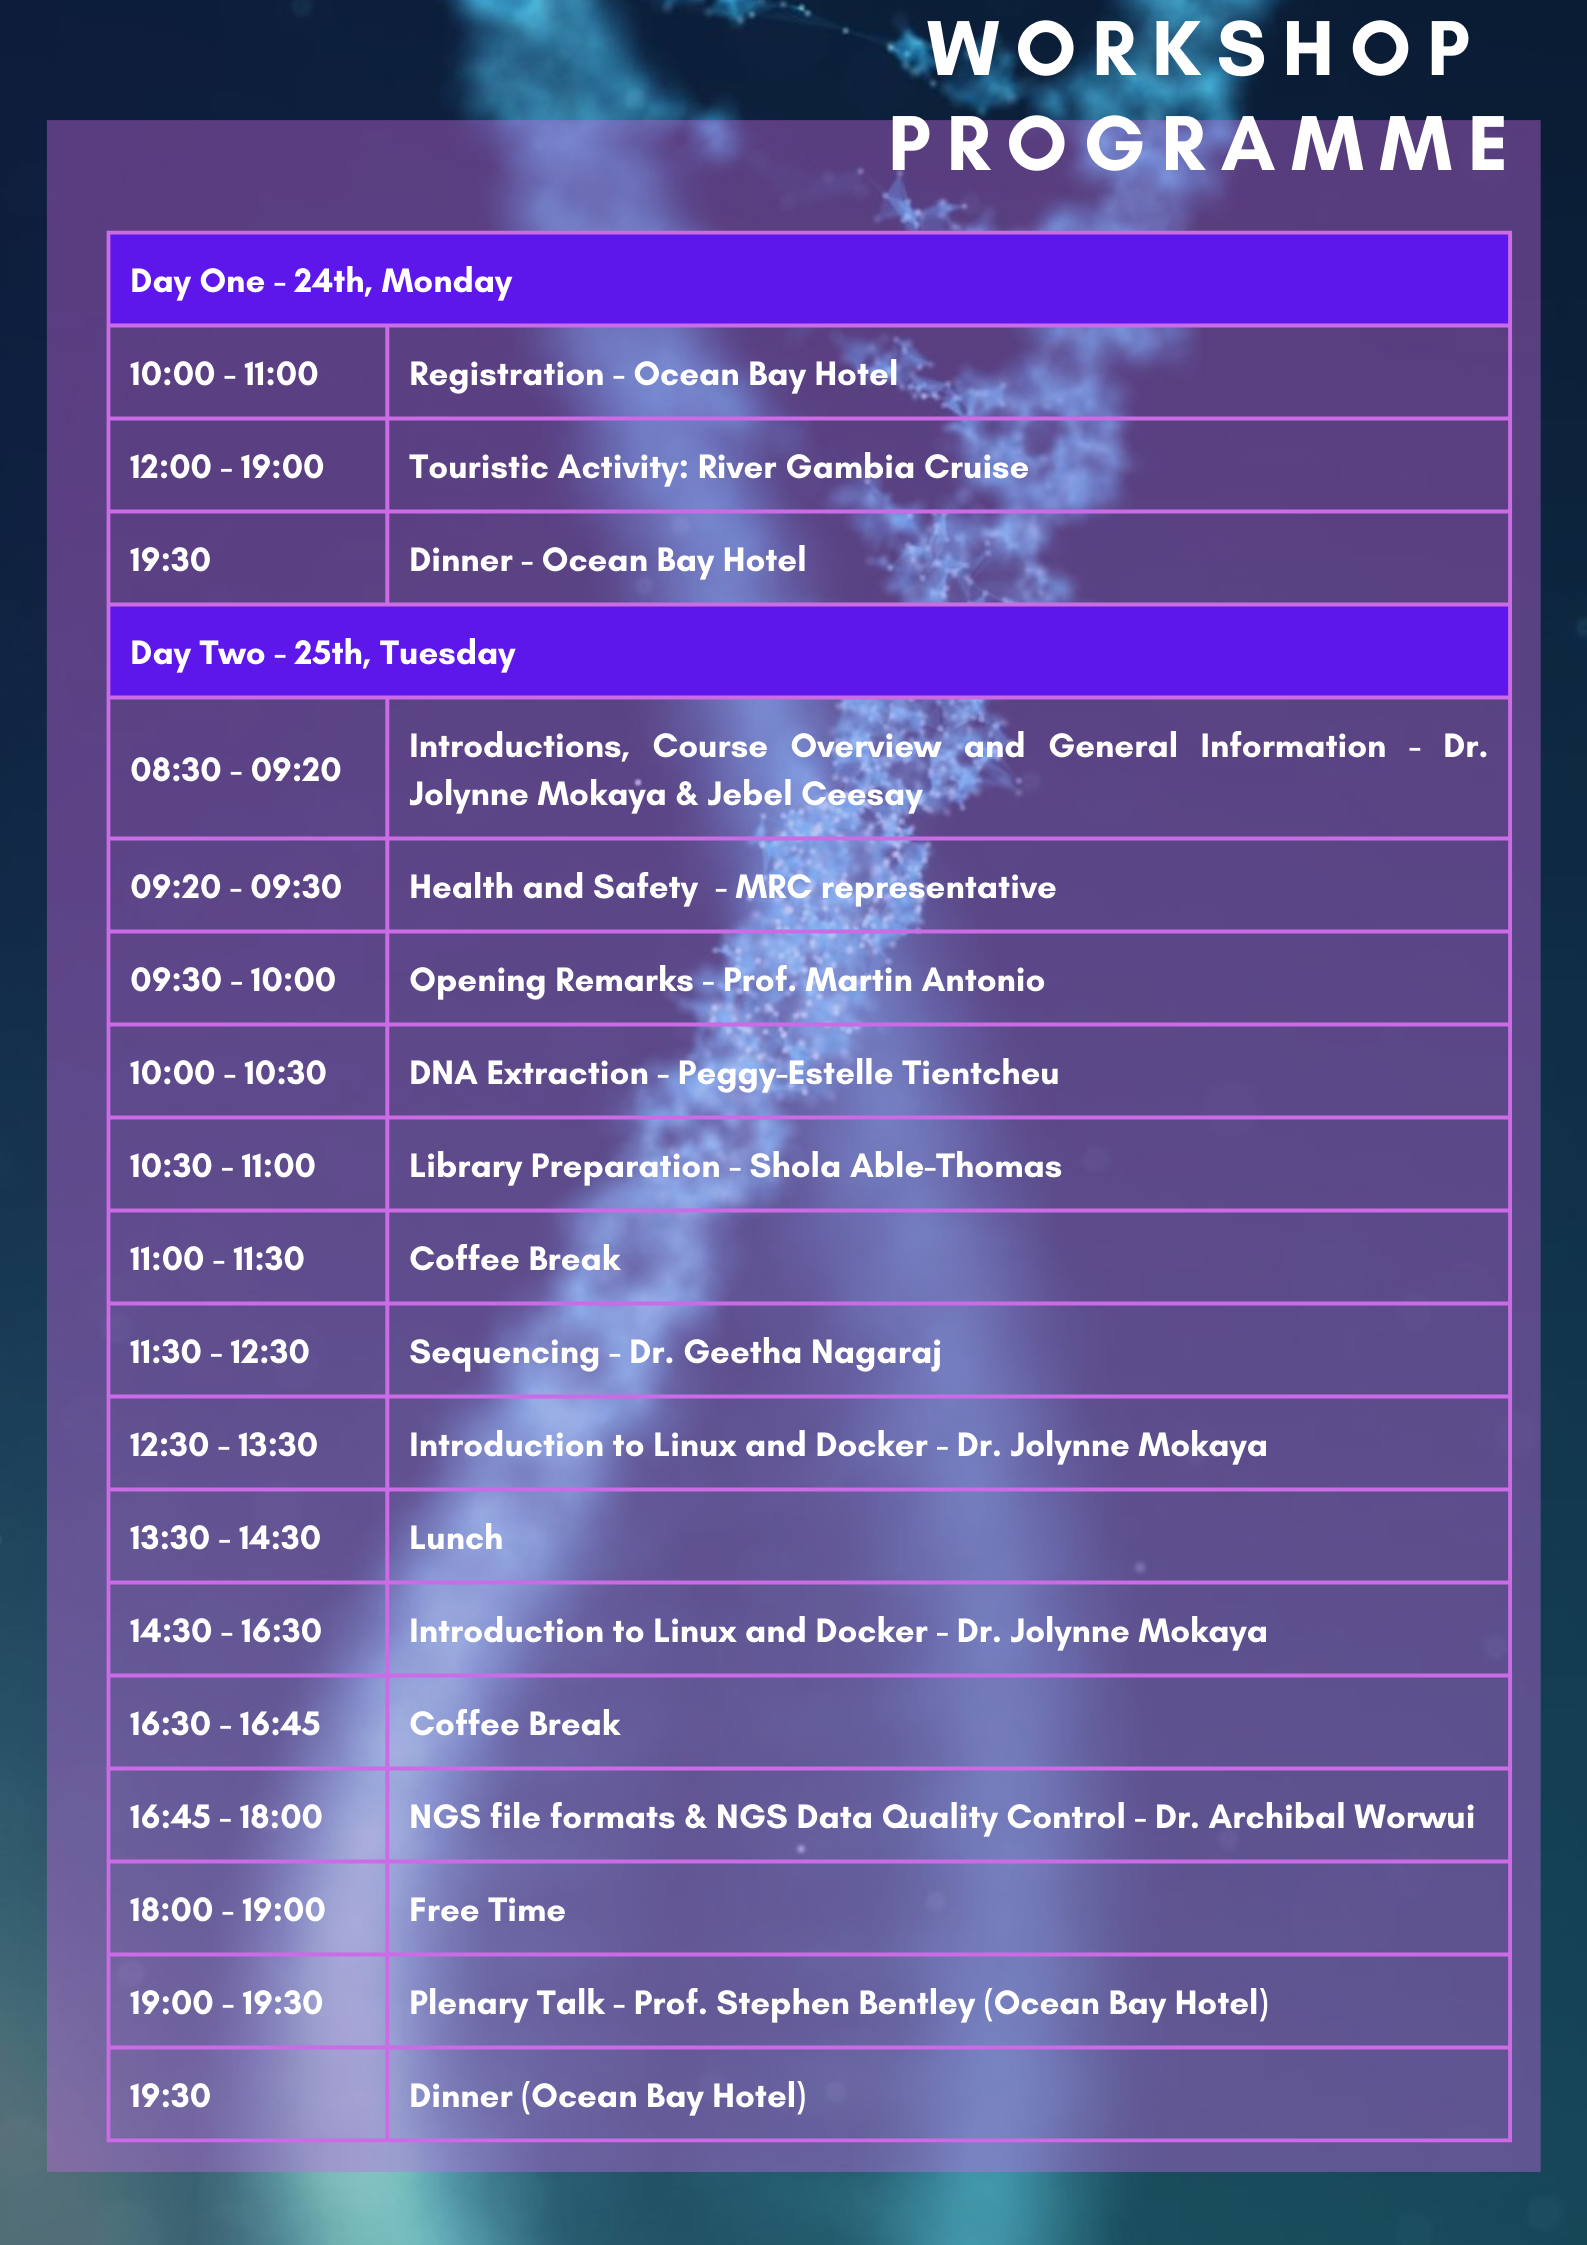 WORKSHOP
PROGRAMME
Day One - 24th, Monday
10:00 - 11:00 Registration - Ocean Bay Hotel
12:00 - 19:00 Touristic Activity: River Gambia Cruise
19:30 Dinner - Ocean Bay Hotel
Day Two - 25th, Tuesday
08:30 - 09:20 Introductions, Course Overview and General Information - Dr.
Jolynne Mokaya & Jebel Ceesay
09:20 - 09:30 Health and Safety - MRC representative
09:30 - 10:00 Opening Remarks - Prof. Martin Antonio
10:00 - 10:30 DNA Extraction - Peggy-Estelle Tientcheu
10:30 - 11:00 Library Preparation - Shola Able-Thomas
11:00 - 11:30 Coffee Break
11:30 - 12:30 Sequencing - Dr. Geetha Nagaraj
12:30 - 13:30 Introduction to Linux and Docker - Dr. Jolynne Mokaya
13:30 - 14:30 Lunch
14:30 - 16:30 Introduction to Linux and Docker - Dr. Jolynne Mokaya
16:30 - 16:45 Coffee Break
16:45 - 18:00 NGS file formats & NGS Data Quality Control - Dr. Archibal Worwui
18:00 - 19:00 Free Time
19:00 - 19:30 Plenary Talk - Prof. Stephen Bentley (Ocean Bay Hotel)
19:30 Dinner (Ocean Bay Hotel)